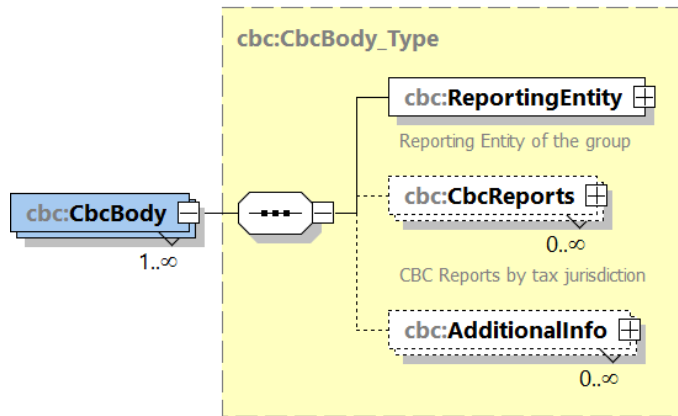 cbc:CbcBody_Type
cbc:ReportingEntity
Reporting Entity of the group
cbc:CbcReports
0..∞
cbc:CbcBody
1..∞
CBC Reports by tax jurisdiction
cbc:AdditionalInfo
0..∞